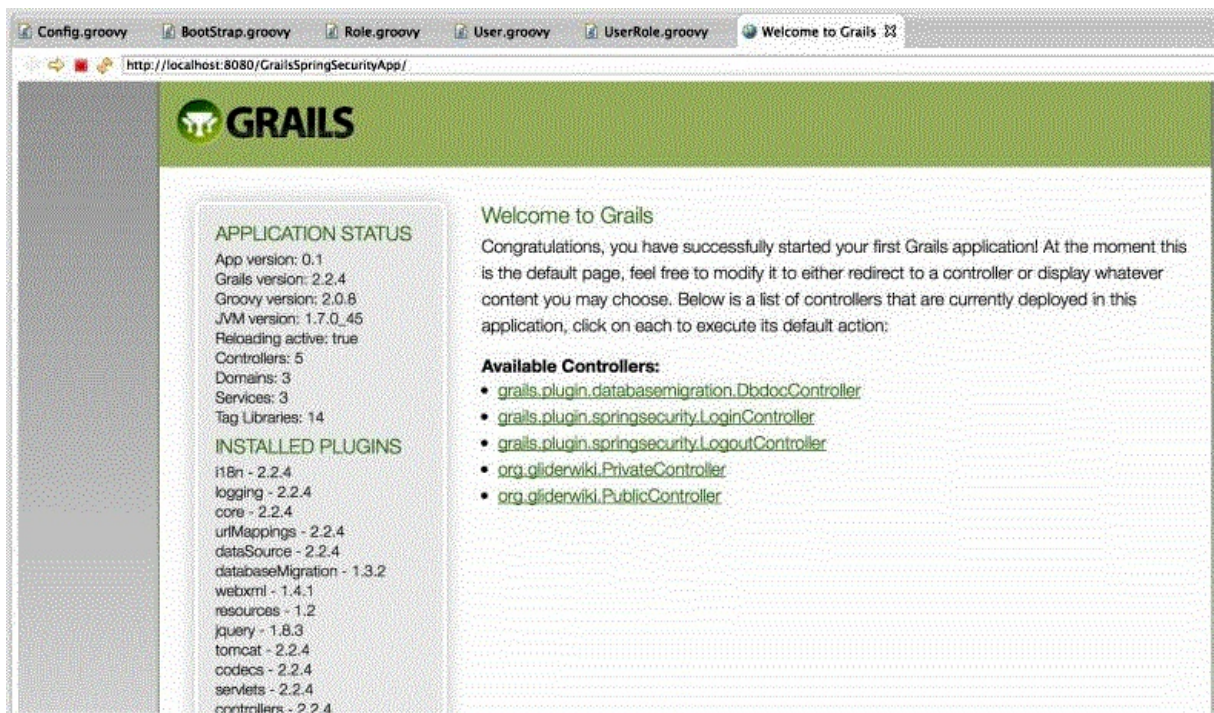 Config.groovy BootStrap.groovy Role.groovy User.groovy UserRole.groovy Welcome to Grails
http://localhost:8080/GrailsSpringSecurityApp/
GRAILS
APPLICATION STATUS
App version: 0.1
Grails version: 2.2.4
Groovy version: 2.0.8
JVM version: 1.7.0_45
Reloading active: true
Controllers: 5
Domains: 3
Services: 3
Tag Libraries: 14
INSTALLED PLUGINS
i18n - 2.2.4
logging - 2.2.4
core - 2.2.4
urlMappings - 2.2.4
dataSource - 2.2.4
databaseMigration - 1.3.2
webxml - 1.4.1
resources - 1.2
jquery - 1.8.3
tomcat - 2.2.4
codecs - 2.2.4
servlets - 2.2.4
controllers - 2.2.4
Welcome to Grails
Congratulations, you have successfully started your first Grails application! At the moment this
is the default page, feel free to modify it to either redirect to a controller or display whatever
content you may choose. Below is a list of controllers that are currently deployed in this
application, click on each to execute its default action:
Available Controllers:
• grails.plugin.databasemigration.DbdocController
• grails.plugin.springsecurity.LoginController
• grails.plugin.springsecurity.LogoutController
• org.gliderwiki.PrivateController
• org.gliderwiki.PublicController